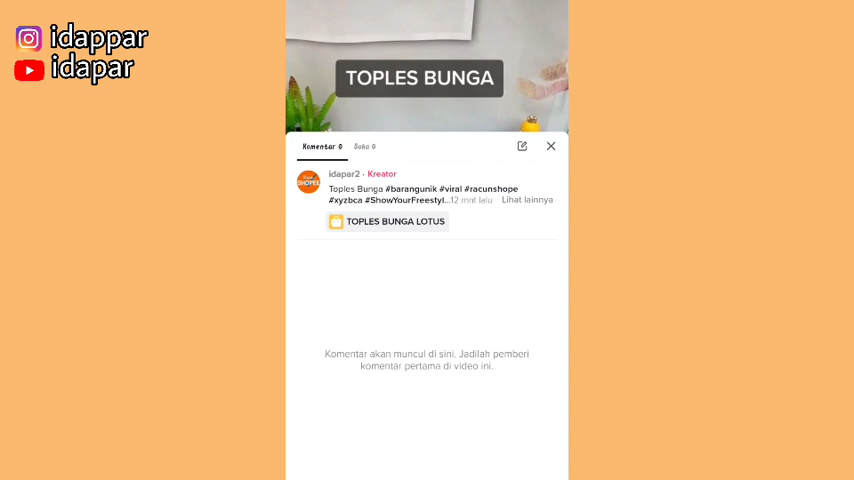 idappar
idapar
TOPLES BUNGA
Komentar 0 Suka 0
SHOPEE
idapar2 · Kreator
Toples Bunga #barangunik #viral #racunshope
#xyzbca #ShowYourFreestyl...12 mnt lalu Lihat lainnya
TOPLES BUNGA LOTUS
Komentar akan muncul di sini. Jadilah pemberi
komentar pertama di video ini.